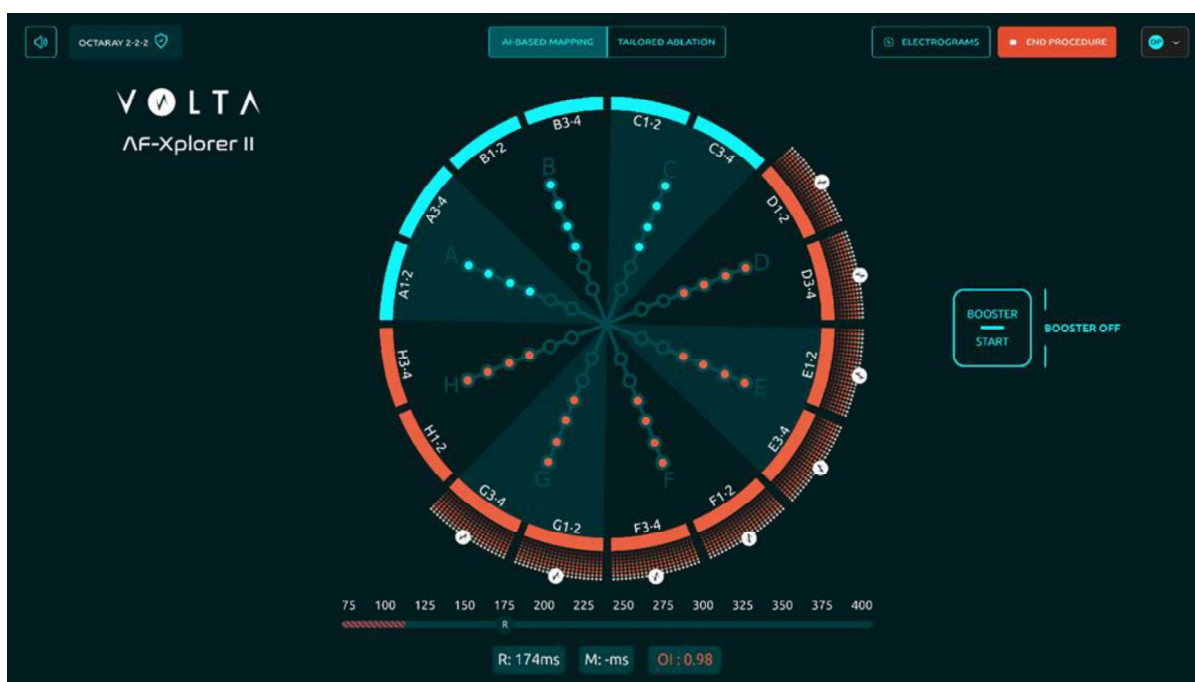 OCTARAY 2-2-2
AI-BASED MAPPING
TAILORED ABLATION
ELECTROGRAMS
END PROCEDURE
OP
VOLTA
AF-Xplorer II
B3-4
C1-2
B1-2
C3-4
B
C
A3-4
D1-2
A
D
A1-2
D3-4
H3-4
E1-2
H
E
H1-2
E3-4
G
F
G3-4
F1-2
G1-2
F3-4
BOOSTER
START
BOOSTER OFF
75 100 125 150 175 200 225 250 275 300 325 350 375 400
R
R: 174ms
M: -ms
OI : 0.98